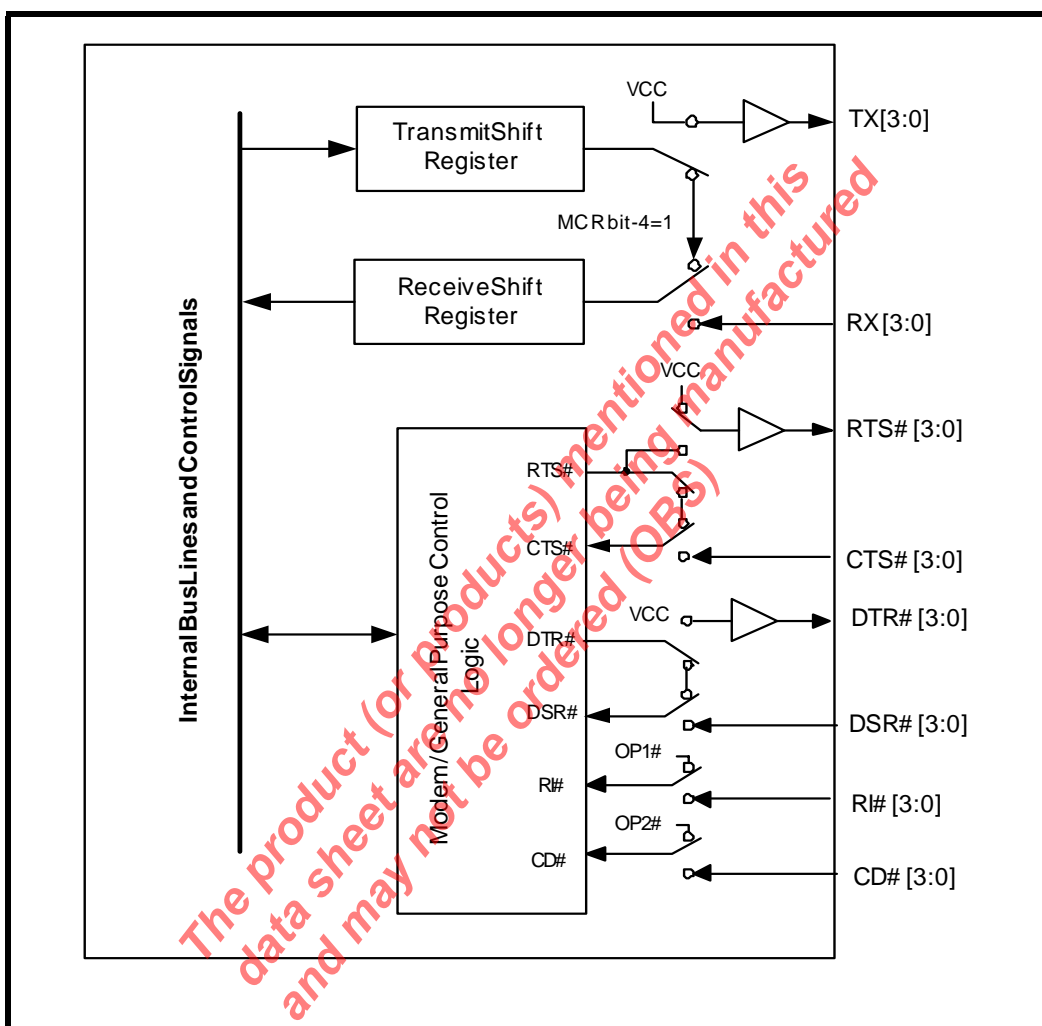 VCC
TX[3:0]
TransmitShift
Register
MCRbit-4=1
ReceiveShift
Register
RX[3:0]
VCC
RTS# [3:0]
RTS#
CTS#
CTS# [3:0]
VCC
DTR# [3:0]
DTR#
DSR#
DSR# [3:0]
OP1#
RI#
RI# [3:0]
OP2#
CD#
CD# [3:0]
InternalBusLinesandControlSignals
Modem/GeneralPurpose Control
Logic
The product (or products) mentioned in this
data sheet are no longer being manufactured
and may not be ordered (OBS)